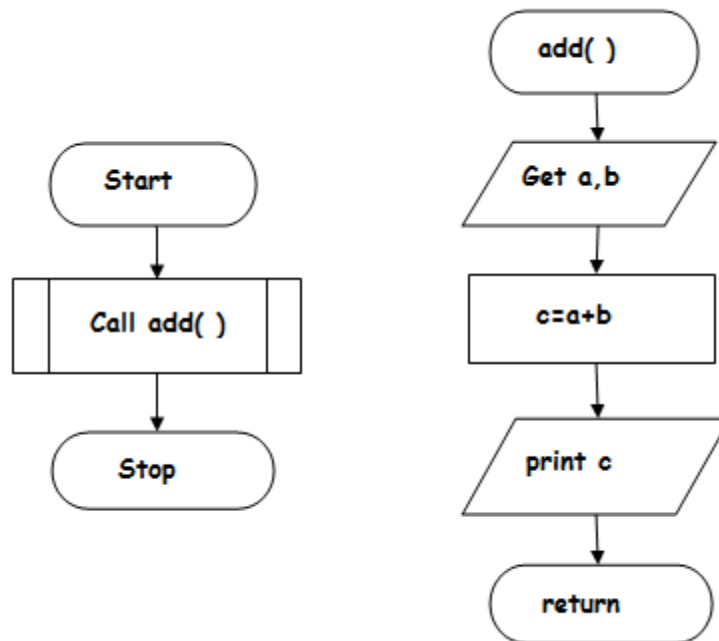 Start
Call add( )
Stop
add( )
Get a,b
c=a+b
print c
return